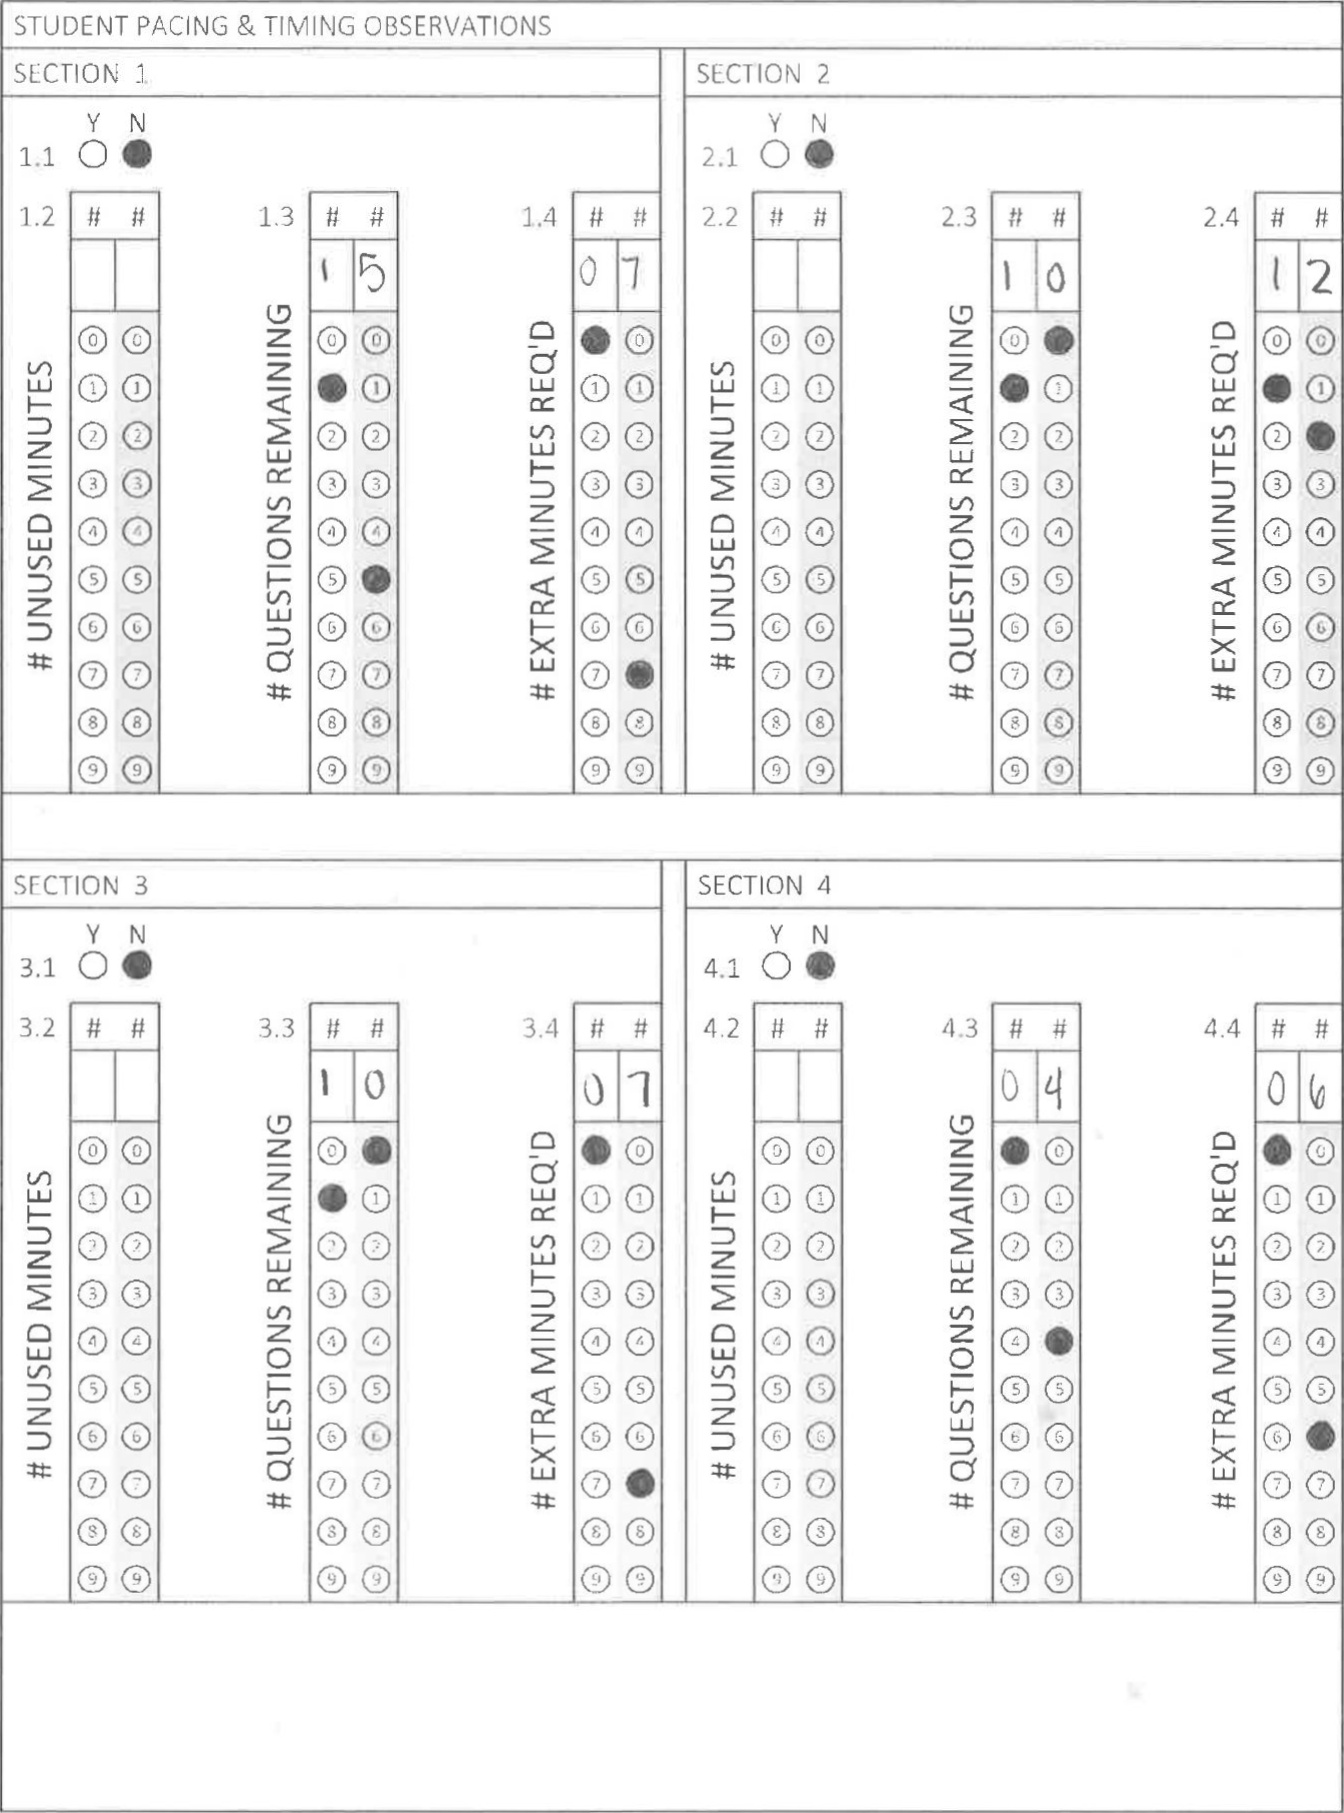 STUDENT PACING & TIMING OBSERVATIONS
SECTION 1
Y N
1.1
1.2 # # 1.3 # # 1.4 # #
1 5 0 7
# UNUSED MINUTES
# QUESTIONS REMAINING
# EXTRA MINUTES REQ'D
0 0 0 0 0
1 1 1 1 1
2 2 2 2 2 2
3 3 3 3 3 3
4 4 4 4 4 4
5 5 5 5 5
6 6 6 6 6 6
7 7 7 7 7
8 8 8 8 8 8
9 9 9 9 9 9
SECTION 2
Y N
2.1
2.2 # # 2.3 # # 2.4 # #
1 0 1 2
# UNUSED MINUTES
# QUESTIONS REMAINING
# EXTRA MINUTES REQ'D
0 0 0 0 0
1 1 1 1
2 2 2 2 2
3 3 3 3 3 3
4 4 4 4 4 4
5 5 5 5 5 5
6 6 6 6 6 6
7 7 7 7 7 7
8 8 8 8 8 8
9 9 9 9 9 9
SECTION 3
Y N
3.1
3.2 # # 3.3 # # 3.4 # #
1 0 0 7
# UNUSED MINUTES
# QUESTIONS REMAINING
# EXTRA MINUTES REQ'D
0 0 0 0
1 1 1 1 1
2 2 2 2 2 2
3 3 3 3 3 3
4 4 4 4 4 4
5 5 5 5 5 5
6 6 6 6 6 6
7 7 7 7 7
8 8 8 8 8 8
9 9 9 9 9 9
SECTION 4
Y N
4.1
4.2 # # 4.3 # # 4.4 # #
0 4 0 6
# UNUSED MINUTES
# QUESTIONS REMAINING
# EXTRA MINUTES REQ'D
0 0 0 0
1 1 1 1 1 1
2 2 2 2 2 2
3 3 3 3 3 3
4 4 4 4 4
5 5 5 5 5 5
6 6 6 6 6
7 7 7 7 7 7
8 8 8 8 8 8
9 9 9 9 9 9